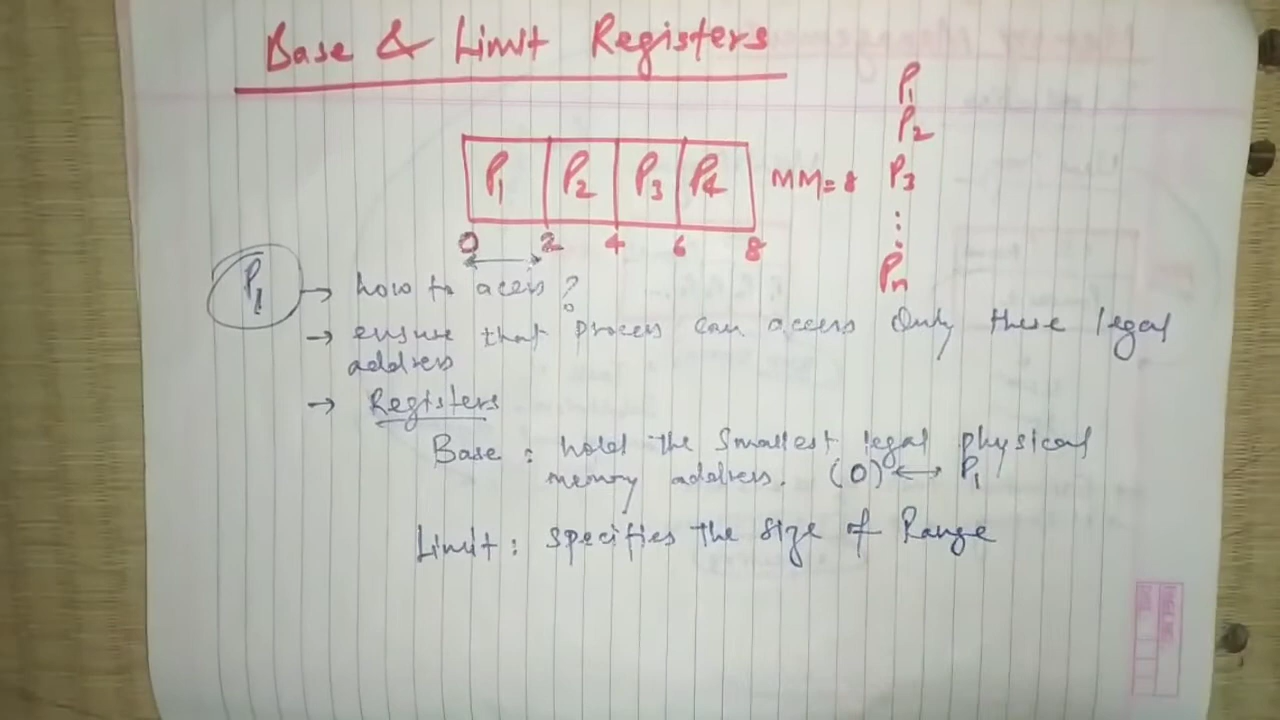 Base & Limit Registers
P1
P2
P3
:
Pn
P1 P2 P3 P4 MM=8
0 2 4 6 8
P1 → how to acess ?
→ ensure that process can access Only these legal
address
→ Registers
Base : hold the Smallest legal physical
memory address. (0) ↔ P1
Limit : specifies the size of Range